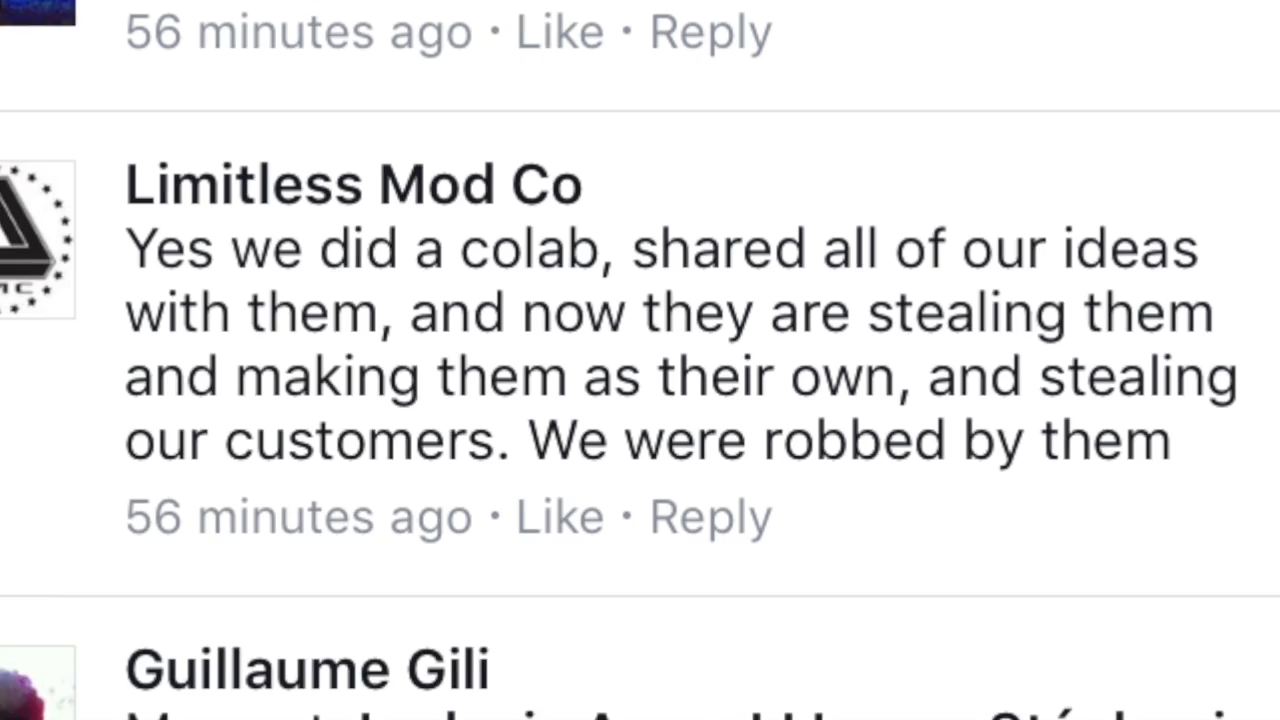 56 minutes ago · Like · Reply
Limitless Mod Co
Yes we did a colab, shared all of our ideas
with them, and now they are stealing them
and making them as their own, and stealing
our customers. We were robbed by them
56 minutes ago · Like · Reply
Guillaume Gili